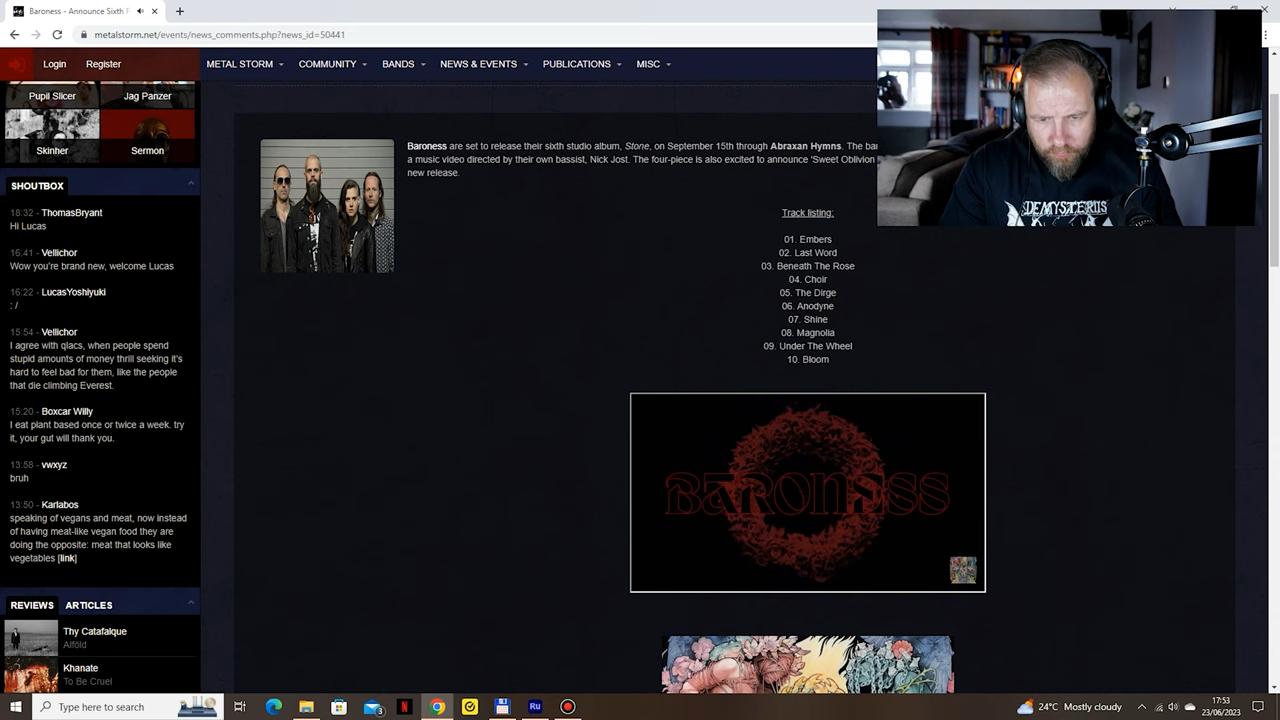 Baroness - Announce Sixth F
metalstorm.net/events/news_comments.php?news_id=50441
Login
Register
METAL STORM
COMMUNITY
BANDS
NEWS & EVENTS
PUBLICATIONS
MISC
Pupil Slicer
Jag Panzer
Skinher
Sermon
SHOUTBOX
18:32 - ThomasBryant
Hi Lucas
16:41 - Vellichor
Wow you're brand new, welcome Lucas
16:22 - LucasYoshiyuki
: /
15:54 - Vellichor
I agree with qlacs, when people spend
stupid amounts of money thrill seeking it's
hard to feel bad for them, like the people
that die climbing Everest.
15:20 - Boxcar Willy
I eat plant based once or twice a week. try
it, your gut will thank you.
13:58 - vwxyz
bruh
13:50 - Karlabos
speaking of vegans and meat, now instead
of having meat-like vegan food they are
doing the opposite: meat that looks like
vegetables [link]
REVIEWS
ARTICLES
Thy Catafalque
Alföld
Khanate
To Be Cruel
Baroness are set to release their sixth studio album, Stone, on September 15th through Abraxan Hymns. The bar
a music video directed by their own bassist, Nick Jost. The four-piece is also excited to announce 'Sweet Oblivion
new release.
Track listing:
01. Embers
02. Last Word
03. Beneath The Rose
04. Choir
05. The Dirge
06. Anodyne
07. Shine
08. Magnolia
09. Under The Wheel
10. Bloom
BARONESS
DEMYSTERIIS
Type here to search
24°C Mostly cloudy
17:53
23/06/2023